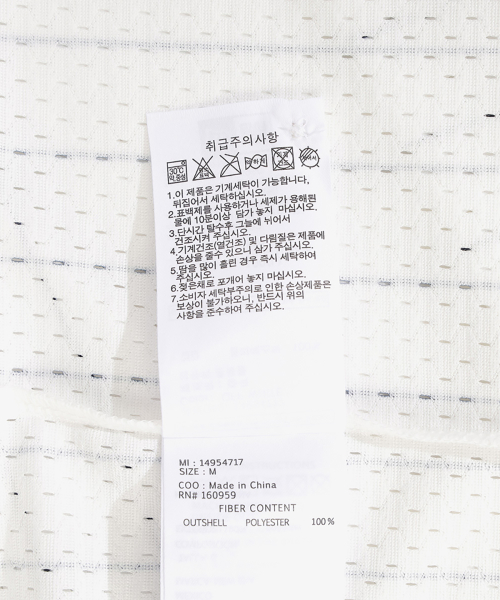 취급주의사항
30℃
1.이 제품은 기계세탁이 가능합니다,
뒤집어서 세탁하십시오.
2.표백제를 사용하거나 세제가 용해된
물에 10분이상 담가 놓지 마십시오.
3.단시간 탈수후 그늘에 뉘어서
건조시켜 주십시오.
4.기계건조(열건조) 및 다림질은 제품에
손상을 줄수 있으니 삼가 주십시오.
5.땀을 많이 흘린 경우 즉시 세탁하여
주십시오.
6.젖은채로 포개어 놓지 마십시오.
7.소비자 세탁부주의로 인한 손상제품은
보상이 불가하오니, 반드시 위의
사항을 준수하여 주십시오.
MI : 14954717
SIZE : M
COO : Made in China
RN# 160959
FIBER CONTENT
OUTSHELL POLYESTER 100%